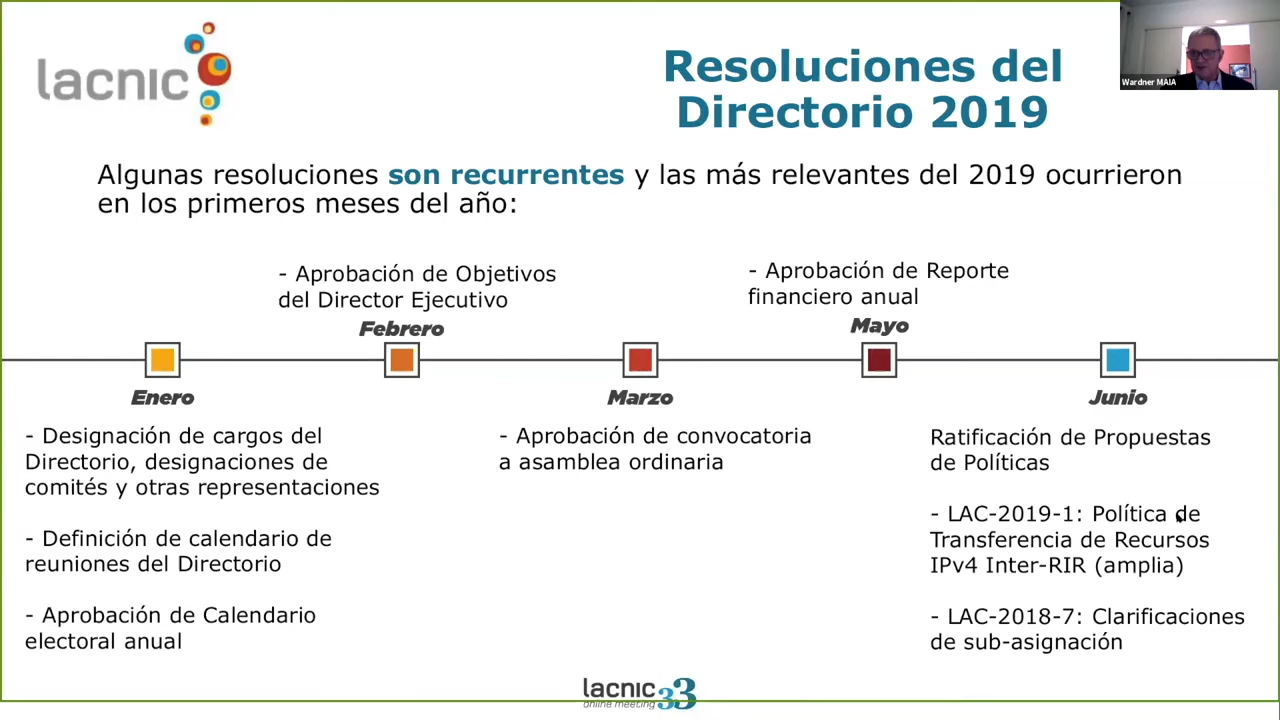 lacnic
Resoluciones del
Directorio 2019
Wardner MAIA
Algunas resoluciones son recurrentes y las más relevantes del 2019 ocurrieron
en los primeros meses del año:
- Aprobación de Objetivos
del Director Ejecutivo
Febrero
- Aprobación de Reporte
financiero anual
Mayo
Enero
- Designación de cargos del
Directorio, designaciones de
comités y otras representaciones
- Definición de calendario de
reuniones del Directorio
- Aprobación de Calendario
electoral anual
Marzo
- Aprobación de convocatoria
a asamblea ordinaria
Junio
Ratificación de Propuestas
de Políticas
- LAC-2019-1: Política de
Transferencia de Recursos
IPv4 Inter-RIR (amplia)
- LAC-2018-7: Clarificaciones
de sub-asignación
lacnic 33
online meeting